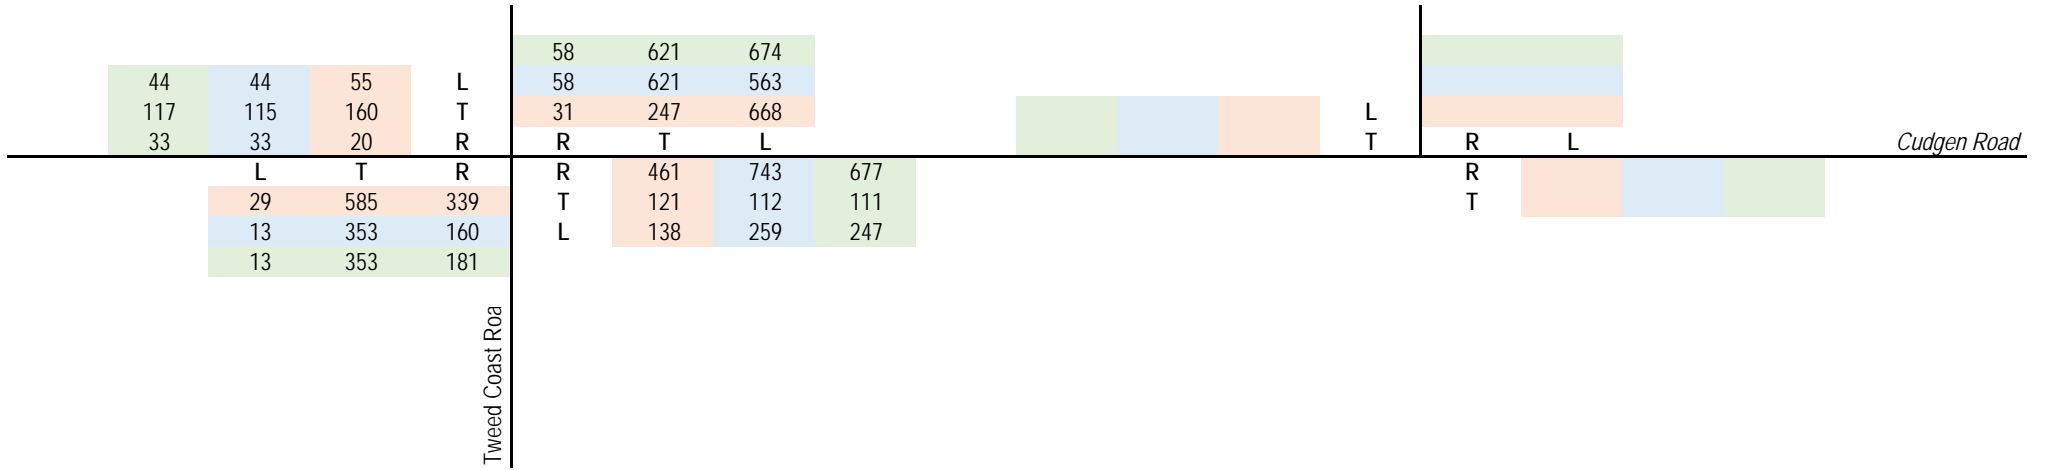 58 621 674
44 44 55 L 58 621 563
117 115 160 T 31 247 668 L
33 33 20 R R T L T R L Cudgen Road
L T R R 461 743 677 R
29 585 339 T 121 112 111 T
13 353 160 L 138 259 247
13 353 181
Tweed Coast Roa